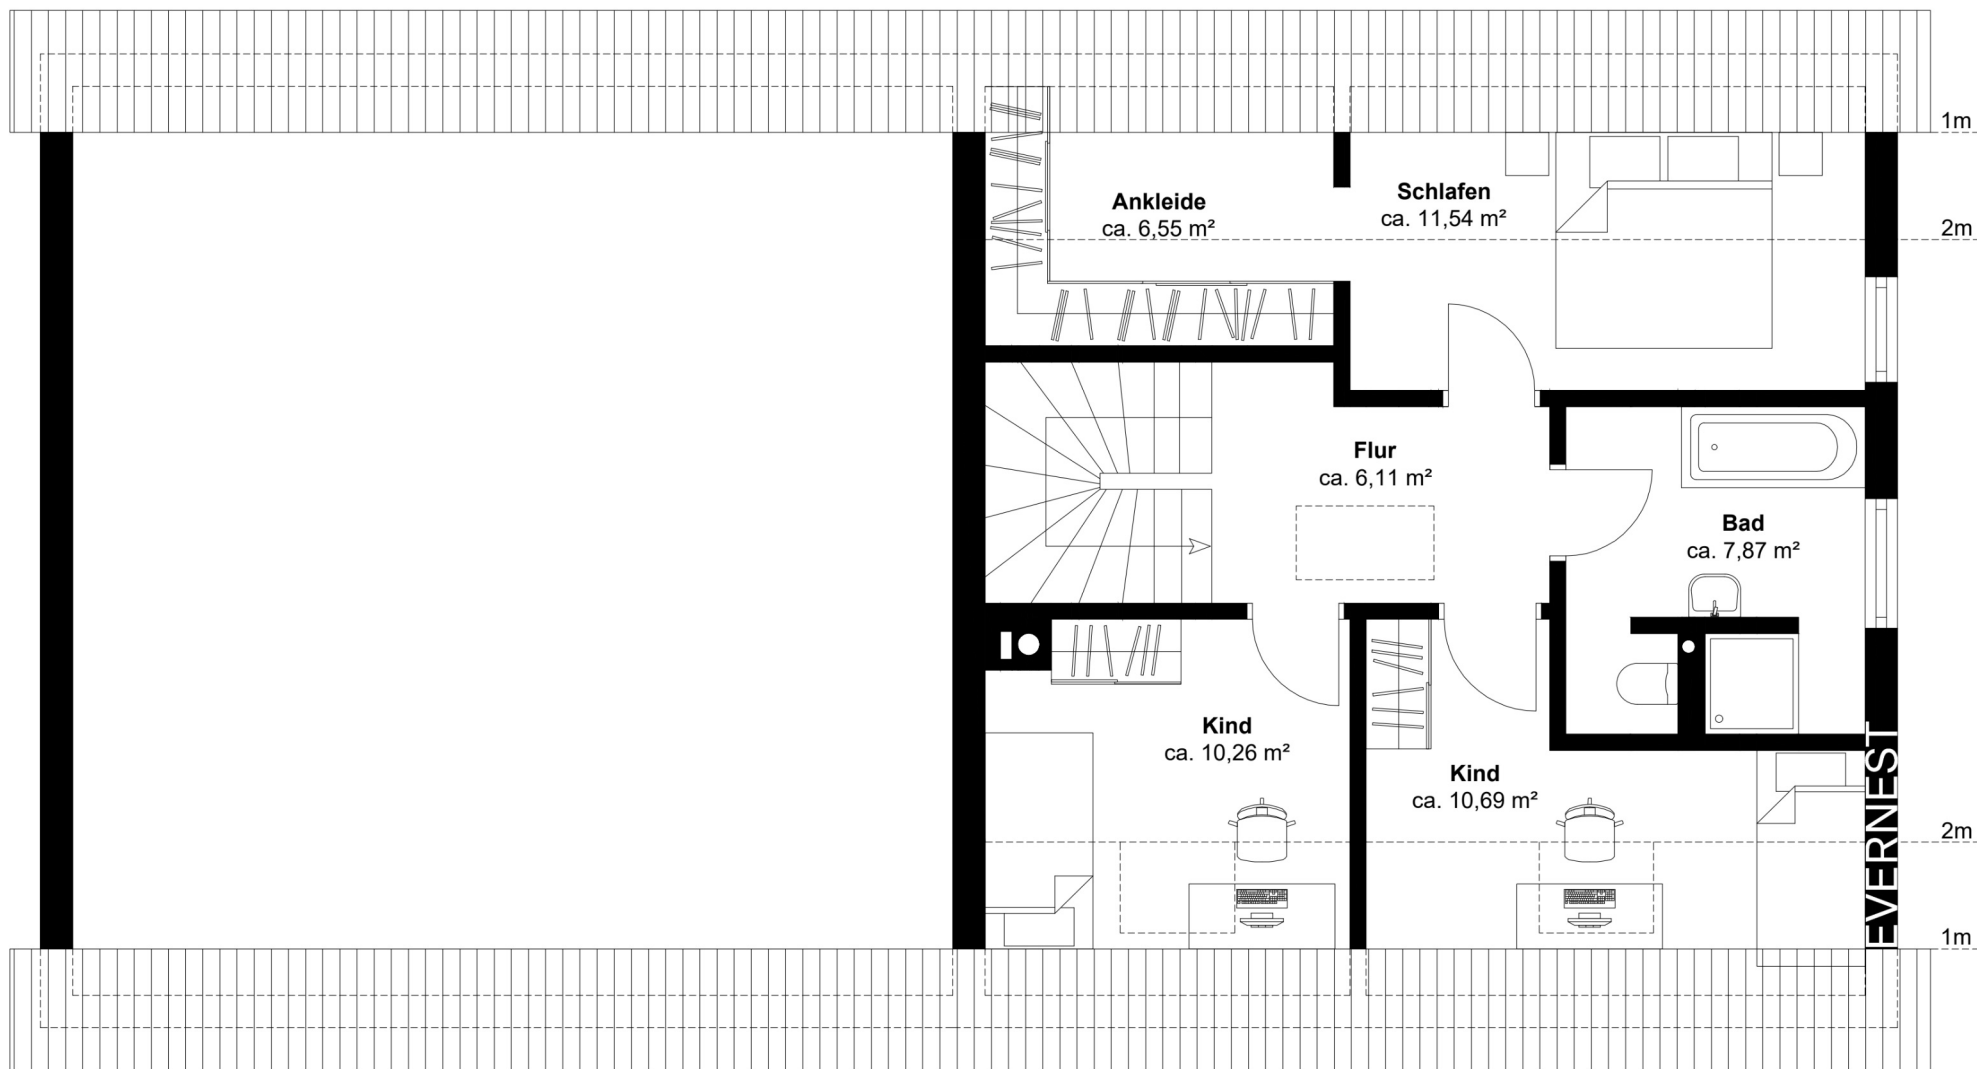 1m
Ankleide
ca. 6,55 m²
Schlafen
ca. 11,54 m²
2m
Flur
ca. 6,11 m²
Bad
ca. 7,87 m²
Kind
ca. 10,26 m²
Kind
ca. 10,69 m²
EVERNEST
2m
1m